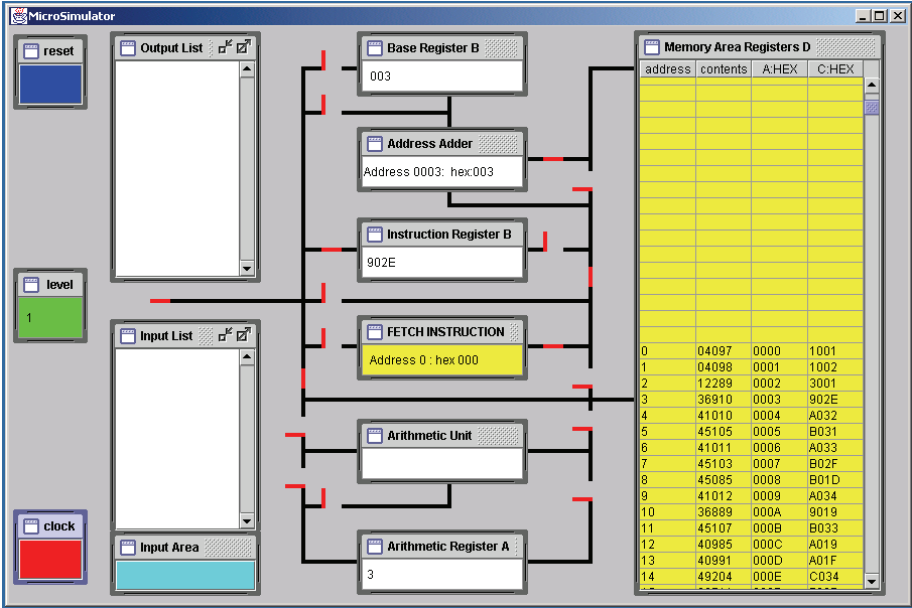 MicroSimulator
reset
level
1
clock
Output List
Input List
Input Area
Base Register B
003
Address Adder
Address 0003: hex:003
Instruction Register B
902E
FETCH INSTRUCTION
Address 0 : hex 000
Arithmetic Unit
Arithmetic Register A
3
Memory Area Registers D
address contents A:HEX C:HEX
0 04097 0000 1001
1 04098 0001 1002
2 12289 0002 3001
3 36910 0003 902E
4 41010 0004 A032
5 45105 0005 B031
6 41011 0006 A033
7 45103 0007 B02F
8 45085 0008 B01D
9 41012 0009 A034
10 36889 000A 9019
11 45107 000B B033
12 40985 000C A019
13 40991 000D A01F
14 49204 000E C034